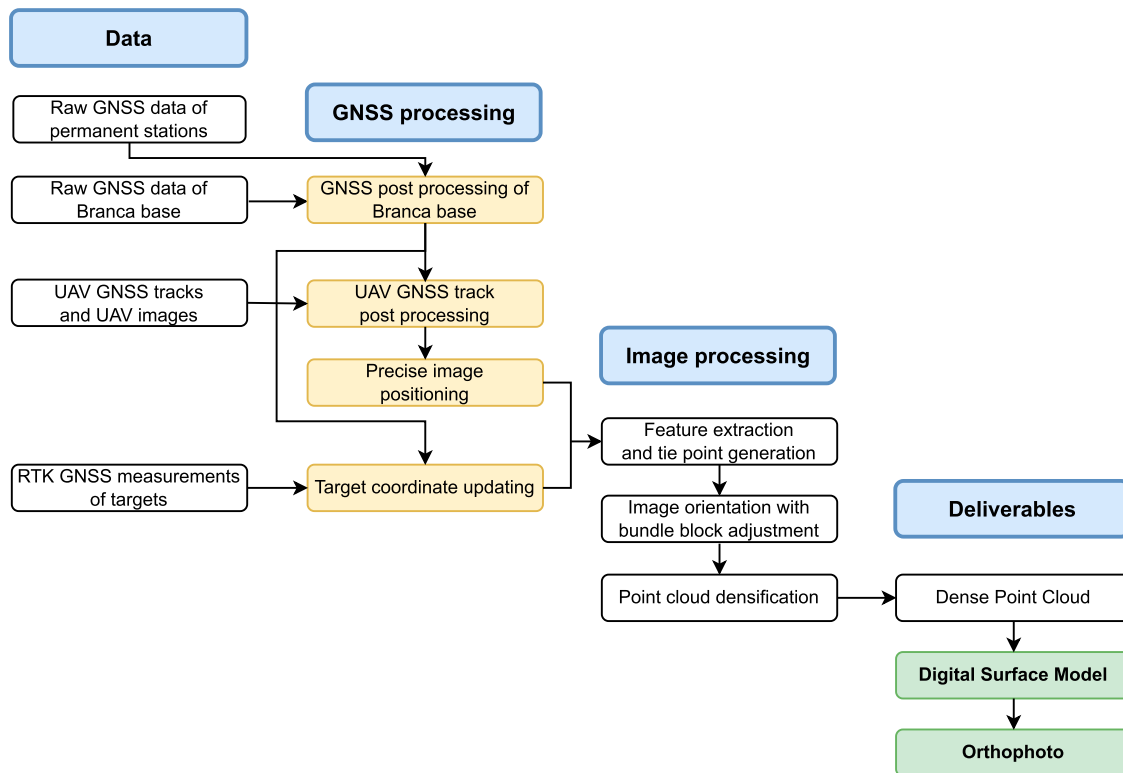 Data
Raw GNSS data of
permanent stations
GNSS processing
Raw GNSS data of
Branca base
GNSS post processing of
Branca base
UAV GNSS tracks
and UAV images
UAV GNSS track
post processing
Precise image
positioning
Image processing
Feature extraction
and tie point generation
RTK GNSS measurements
of targets
Target coordinate updating
Image orientation with
bundle block adjustment
Deliverables
Point cloud densification
Dense Point Cloud
Digital Surface Model
Orthophoto